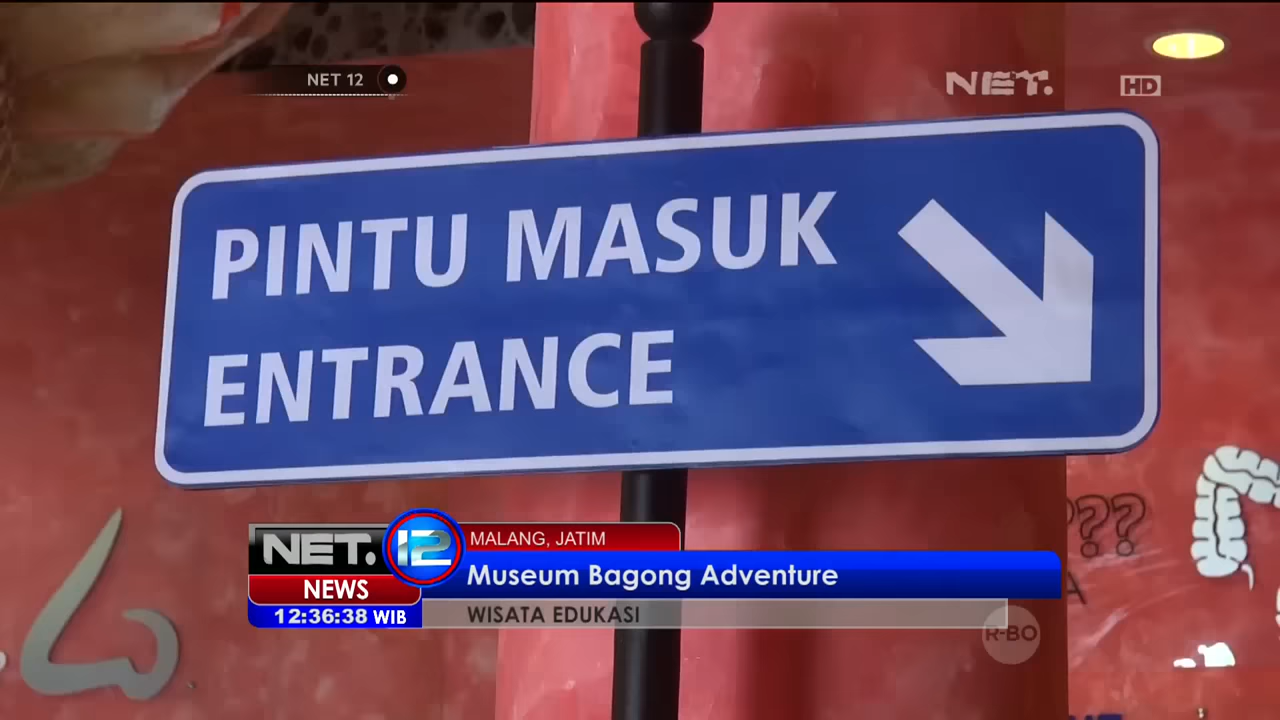 NET 12
NET.
HD
PINTU MASUK
ENTRANCE
???
NET. 12
NEWS
12:36:38 WIB
MALANG, JATIM
Museum Bagong Adventure
WISATA EDUKASI
R-BO